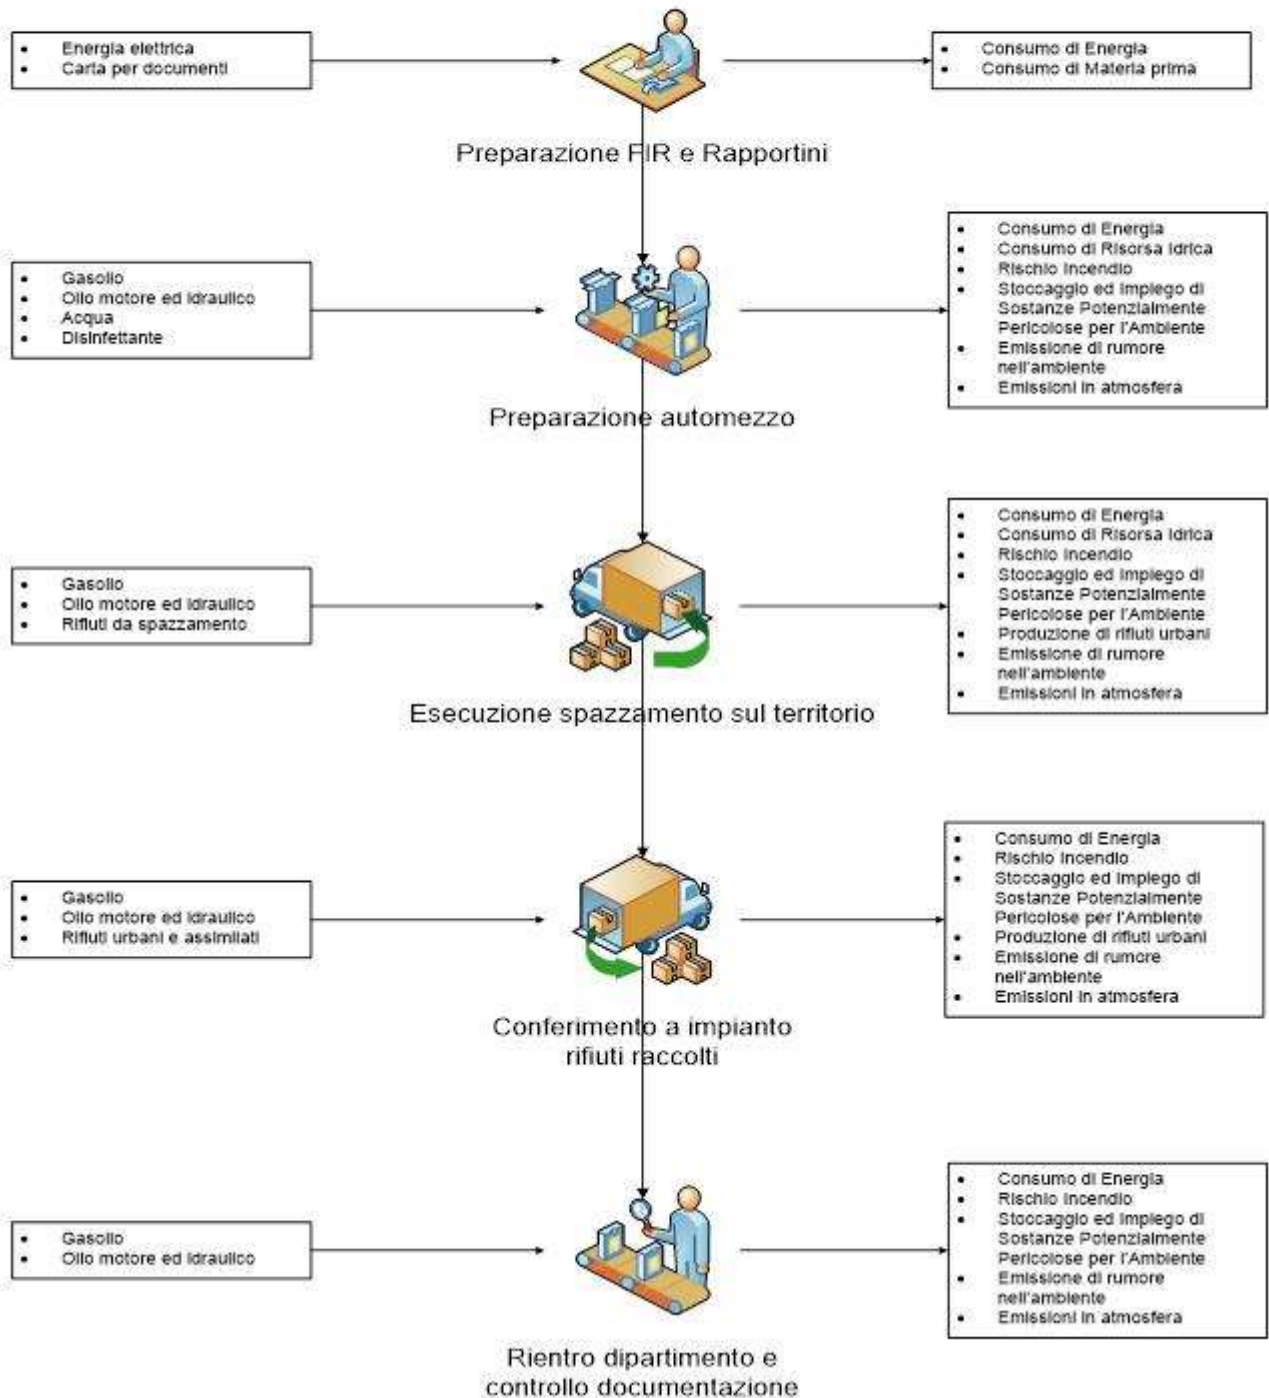 • Energia elettrica
• Carta per documenti
• Consumo di Energia
• Consumo di Materia prima
Preparazione FIR e Rapportini
• Gasolio
• Olio motore ed idraulico
• Acqua
• Disinfettante
• Consumo di Energia
• Consumo di Risorsa Idrica
• Rischio Incendio
• Stoccaggio ed Impiego di
Sostanze Potenzialmente
Pericolose per l'Ambiente
• Emissione di rumore
nell'ambiente
• Emissioni in atmosfera
Preparazione automezzo
• Gasolio
• Olio motore ed idraulico
• Rifiuti da spazzamento
• Consumo di Energia
• Consumo di Risorsa Idrica
• Rischio Incendio
• Stoccaggio ed Impiego di
Sostanze Potenzialmente
Pericolose per l'Ambiente
• Produzione di rifiuti urbani
• Emissione di rumore
nell'ambiente
• Emissioni in atmosfera
Esecuzione spazzamento sul territorio
• Gasolio
• Olio motore ed idraulico
• Rifiuti urbani e assimilati
• Consumo di Energia
• Rischio Incendio
• Stoccaggio ed Impiego di
Sostanze Potenzialmente
Pericolose per l'Ambiente
• Produzione di rifiuti urbani
• Emissione di rumore
nell'ambiente
• Emissioni in atmosfera
Conferimento a impianto
rifiuti raccolti
• Gasolio
• Olio motore ed idraulico
• Consumo di Energia
• Rischio Incendio
• Stoccaggio ed Impiego di
Sostanze Potenzialmente
Pericolose per l'Ambiente
• Emissione di rumore
nell'ambiente
• Emissioni in atmosfera
Rientro dipartimento e
controllo documentazione